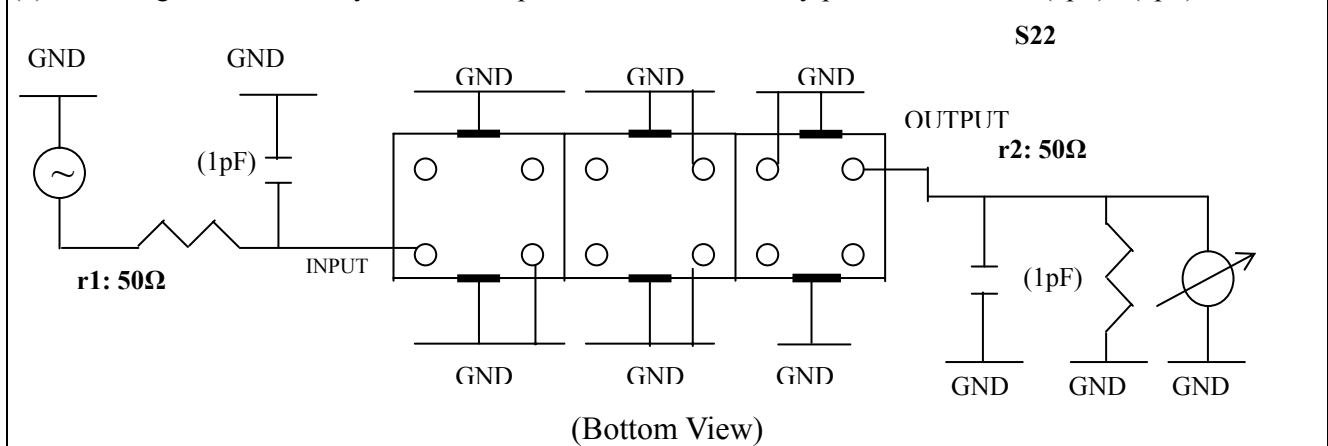 S22
GND
GND
GND
GND
GND
OUTPUT
r2: 50Ω
(1pF)
~
INPUT
r1: 50Ω
(1pF)
GND
GND
GND
GND
GND
GND
(Bottom View)